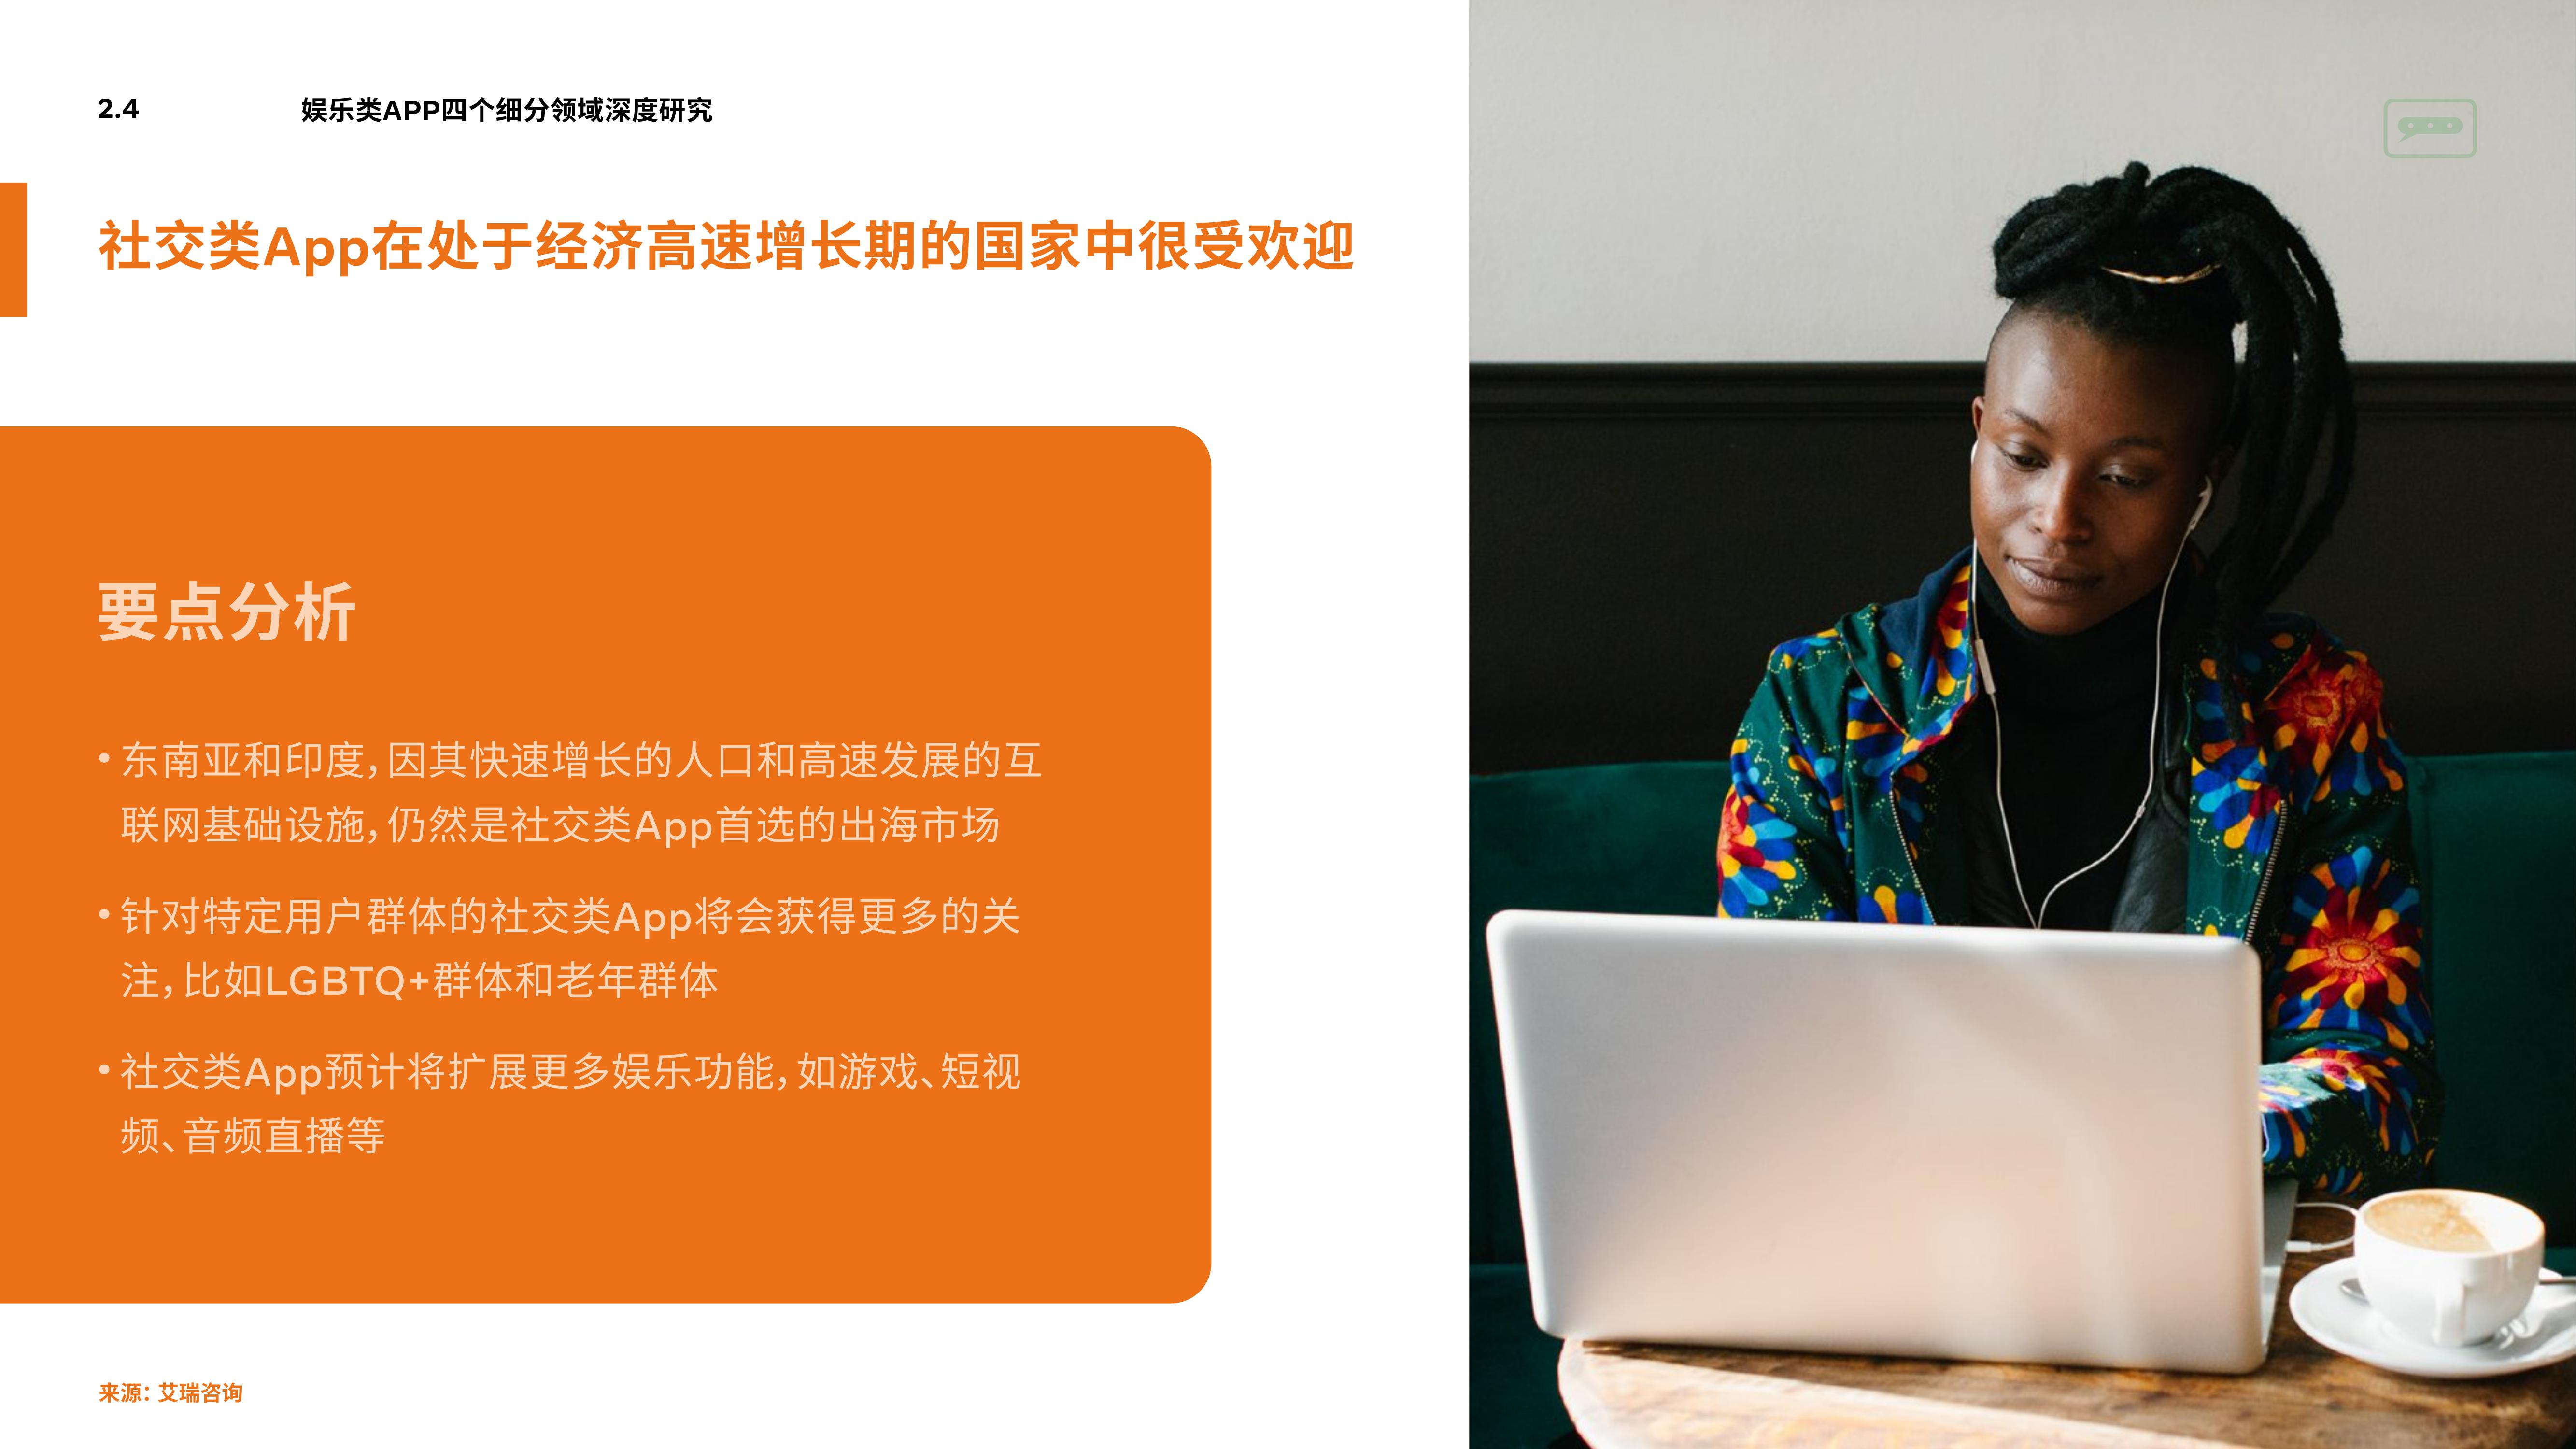 2.4 娱乐类APP四个细分领域深度研究
社交类App在处于经济高速增长期的国家中很受欢迎
要点分析
•东南亚和印度，因其快速增长的人口和高速发展的互
联网基础设施，仍然是社交类App首选的出海市场
•针对特定用户群体的社交类App将会获得更多的关
注，比如LGBTQ+群体和老年群体
•社交类App预计将扩展更多娱乐功能，如游戏、短视
频、音频直播等
来源：艾瑞咨询